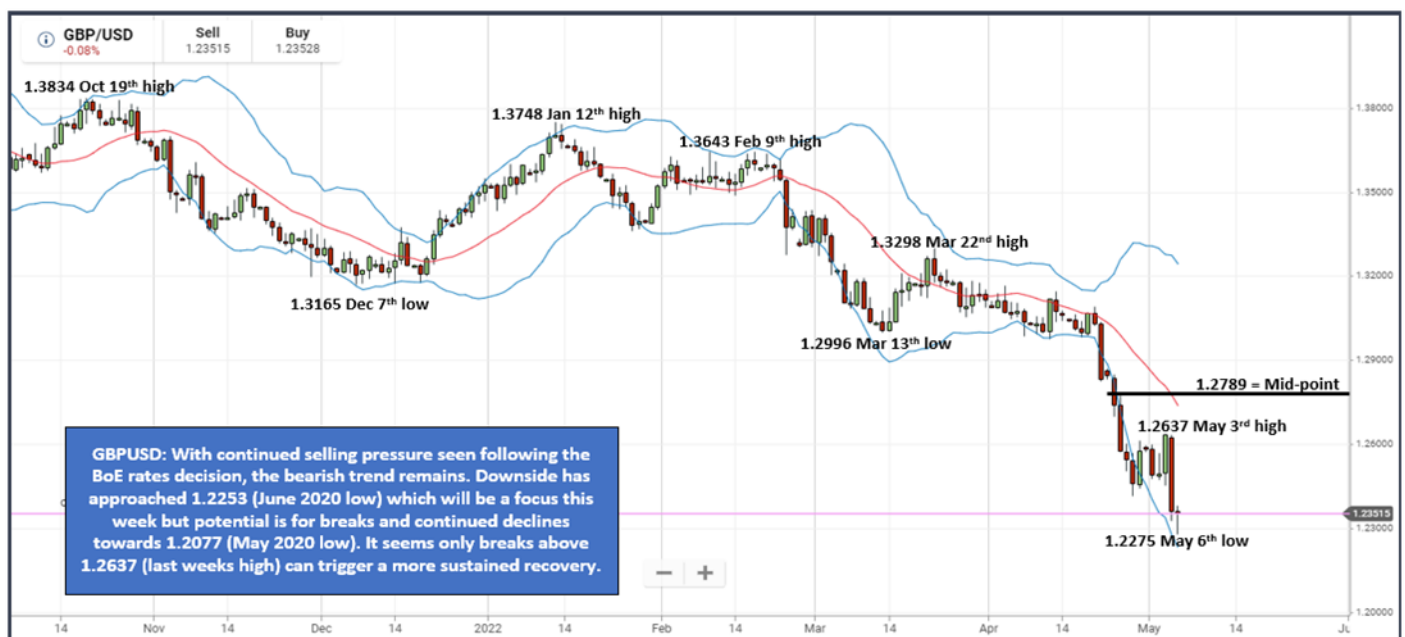 GBP/USD
-0.08%
Sell
1.23515
Buy
1.23528
1.3834 Oct 19th high
1.3748 Jan 12th high
1.3643 Feb 9th high
1.3298 Mar 22nd high
1.3165 Dec 7th low
1.2996 Mar 13th low
1.2789 = Mid-point
1.2637 May 3rd high
1.2275 May 6th low
GBPUSD: With continued selling pressure seen following the
BoE rates decision, the bearish trend remains. Downside has
approached 1.2253 (June 2020 low) which will be a focus this
week but potential is for breaks and continued declines
towards 1.2077 (May 2020 low). It seems only breaks above
1.2637 (last weeks high) can trigger a more sustained recovery.
1.38000
1.35000
1.32000
1.29000
1.26000
1.23515
1.23000
1.20000
14 Nov 14 Dec 14 2022 14 Feb 14 Mar 14 Apr 14 May 14